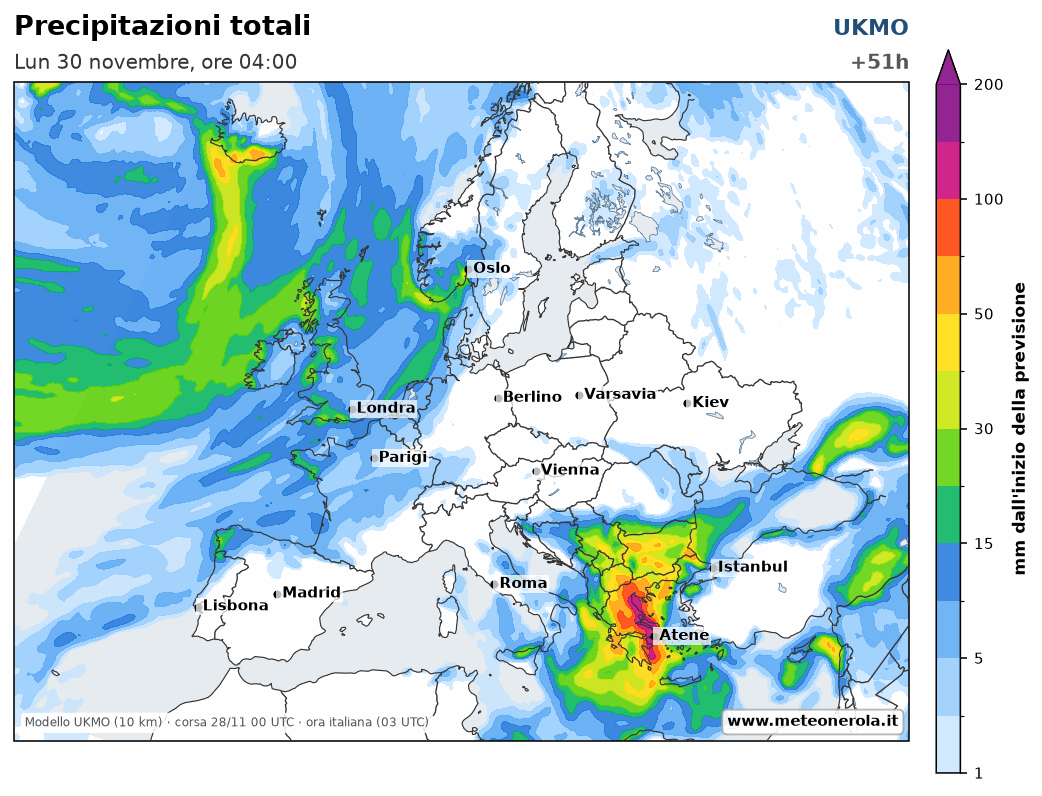 Precipitazioni totali
UKMO
Lun 30 novembre, ore 04:00
+51h
200
100
50
30
15
5
1
mm dall'inizio della previsione
Oslo
Berlino
Varsavia
Kiev
Londra
Parigi
Vienna
Istanbul
Roma
Madrid
Lisbona
Atene
Modello UKMO (10 km) · corsa 28/11 00 UTC · ora italiana (03 UTC)
www.meteonerola.it